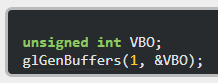 unsigned int VBO;
glGenBuffers(1, &VBO);